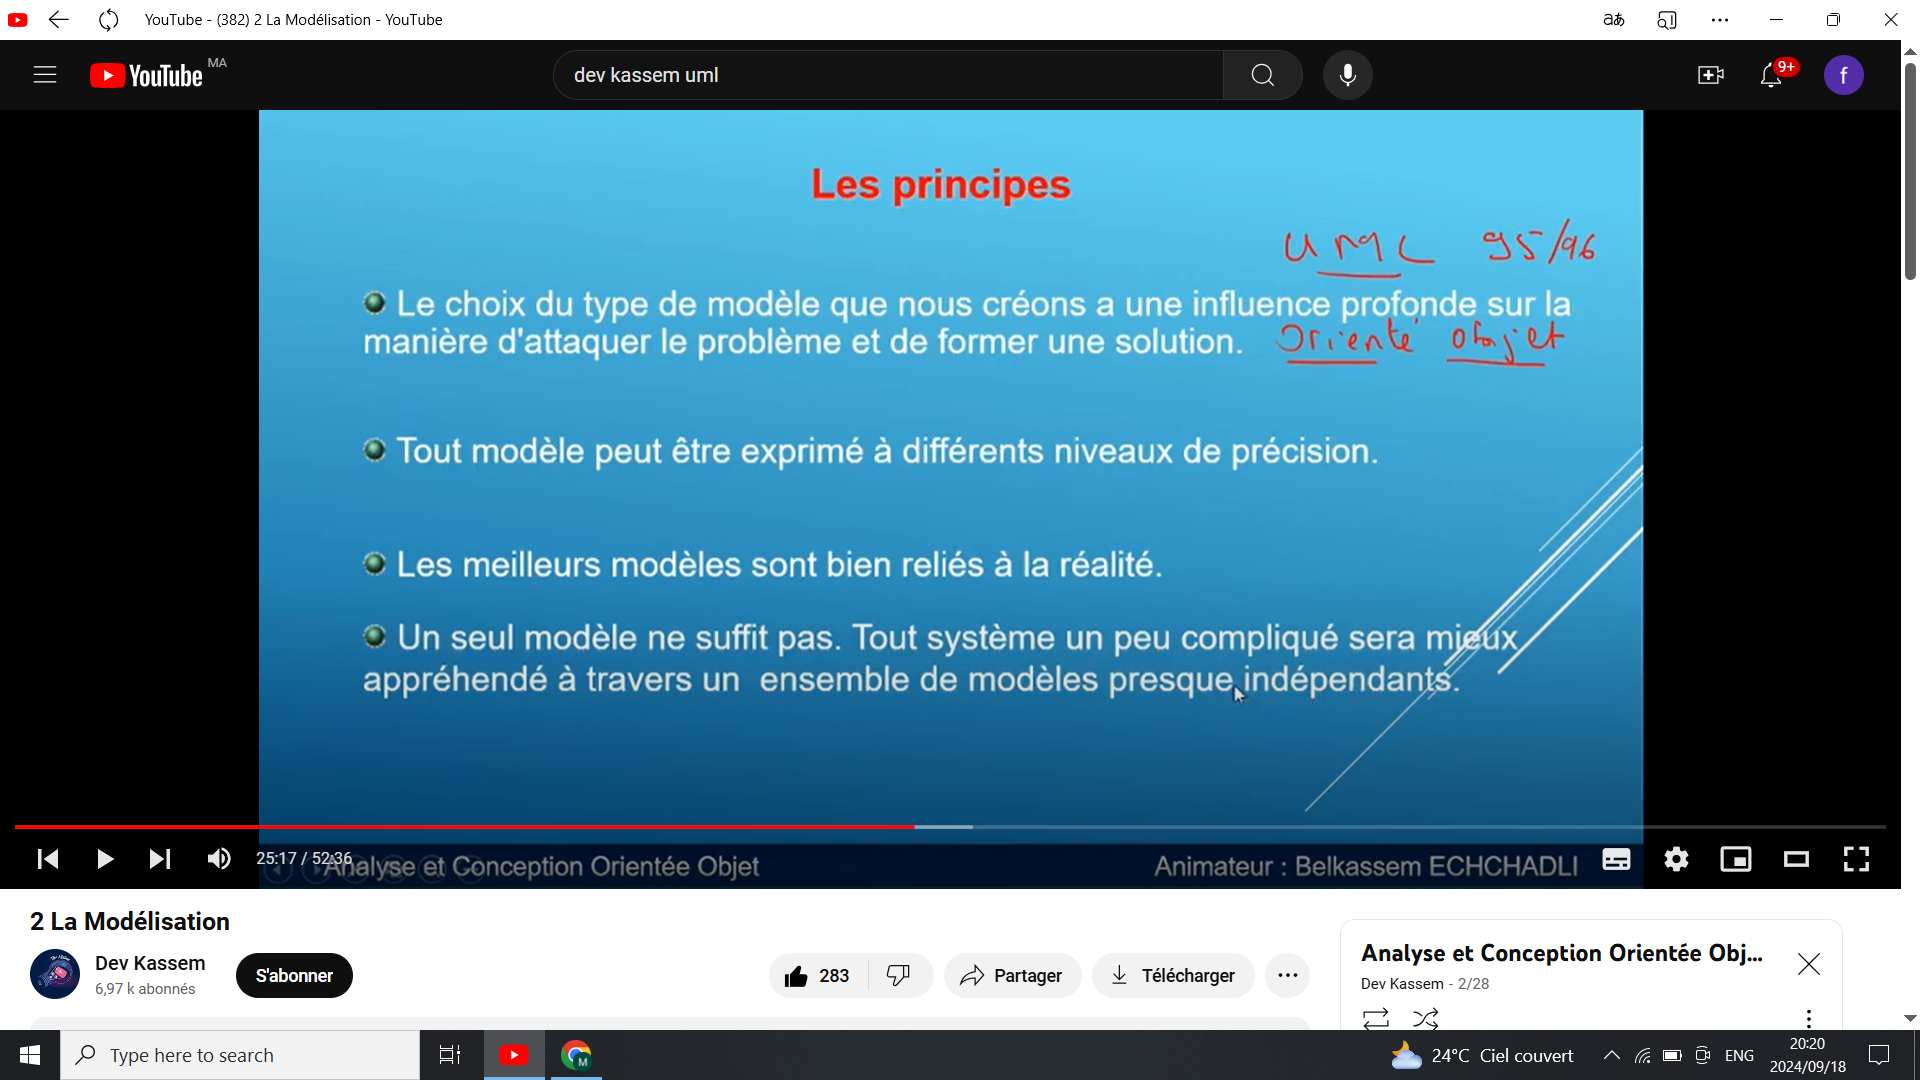 YouTube - (382) 2 La Modélisation - YouTube
YouTube MA
dev kassem uml
9+
f
Les principes
UML 95/96
Le choix du type de modèle que nous créons a une influence profonde sur la
manière d'attaquer le problème et de former une solution. Orienté objet
Tout modèle peut être exprimé à différents niveaux de précision.
Les meilleurs modèles sont bien reliés à la réalité.
Un seul modèle ne suffit pas. Tout système un peu compliqué sera mieux
appréhendé à travers un ensemble de modèles presque indépendants.
25:17 / 52:36
Analyse et Conception Orientée Objet
Animateur : Belkassem ECHCHADLI
2 La Modélisation
Dev Kassem
6,97 k abonnés
S'abonner
283
Partager
Télécharger
Analyse et Conception Orientée Obj...
Dev Kassem - 2/28
Type here to search
M
24°C Ciel couvert
ENG
20:20
2024/09/18